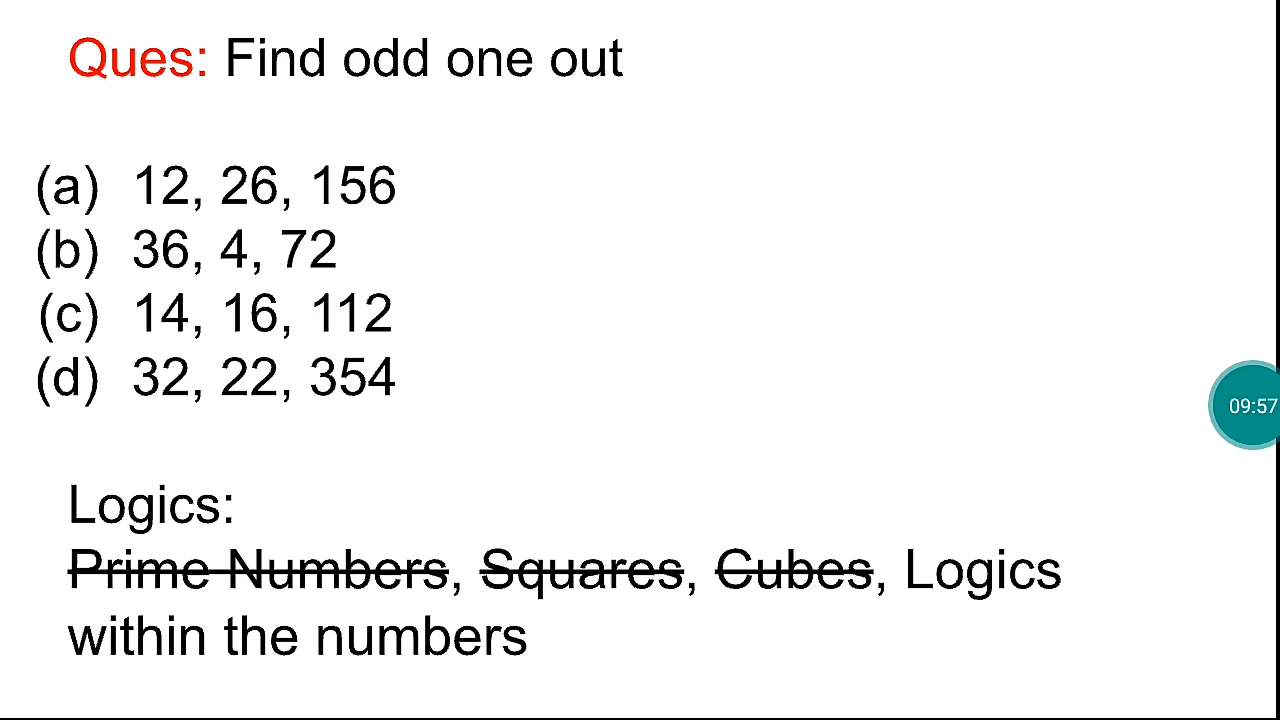 Ques: Find odd one out
(a) 12, 26, 156
(b) 36, 4, 72
(c) 14, 16, 112
(d) 32, 22, 354
09:57
Logics:
Prime Numbers, Squares, Cubes, Logics
within the numbers